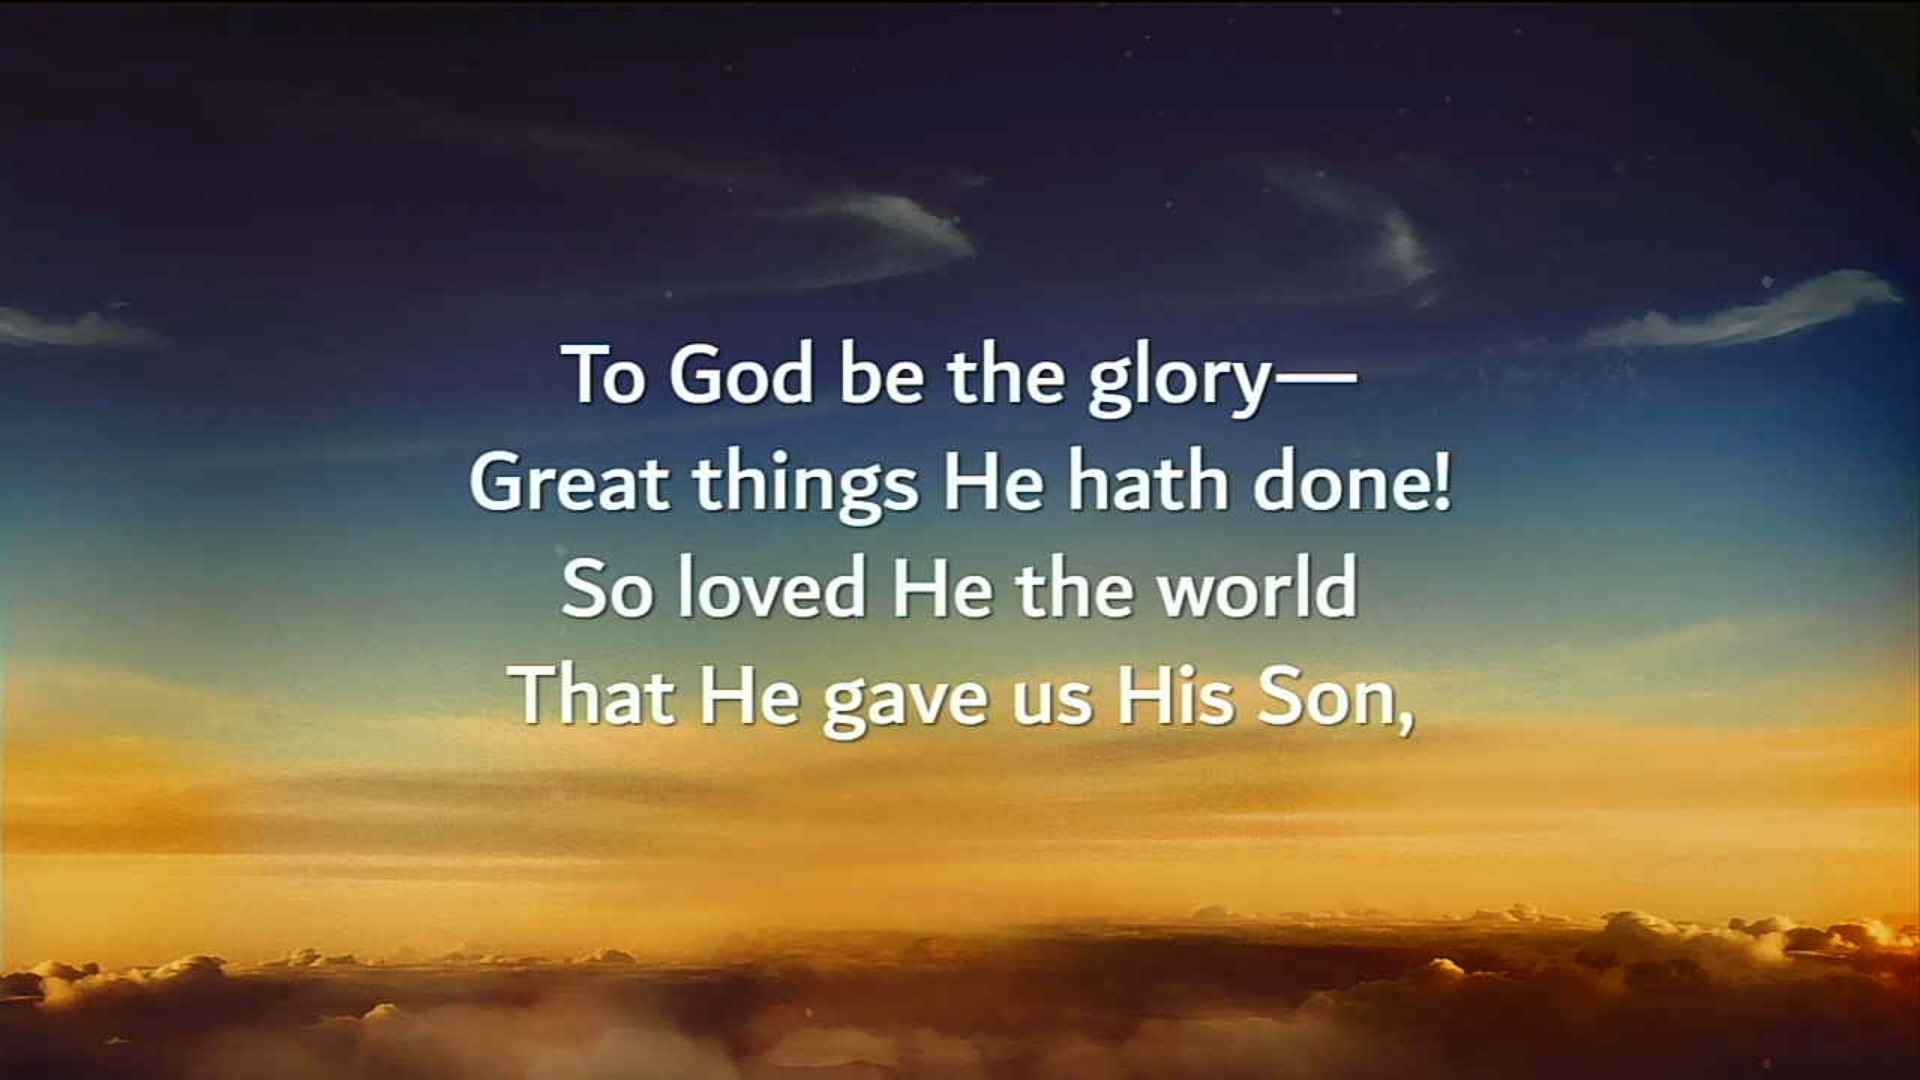 To God be the glory—
Great things He hath done!
So loved He the world
That He gave us His Son,